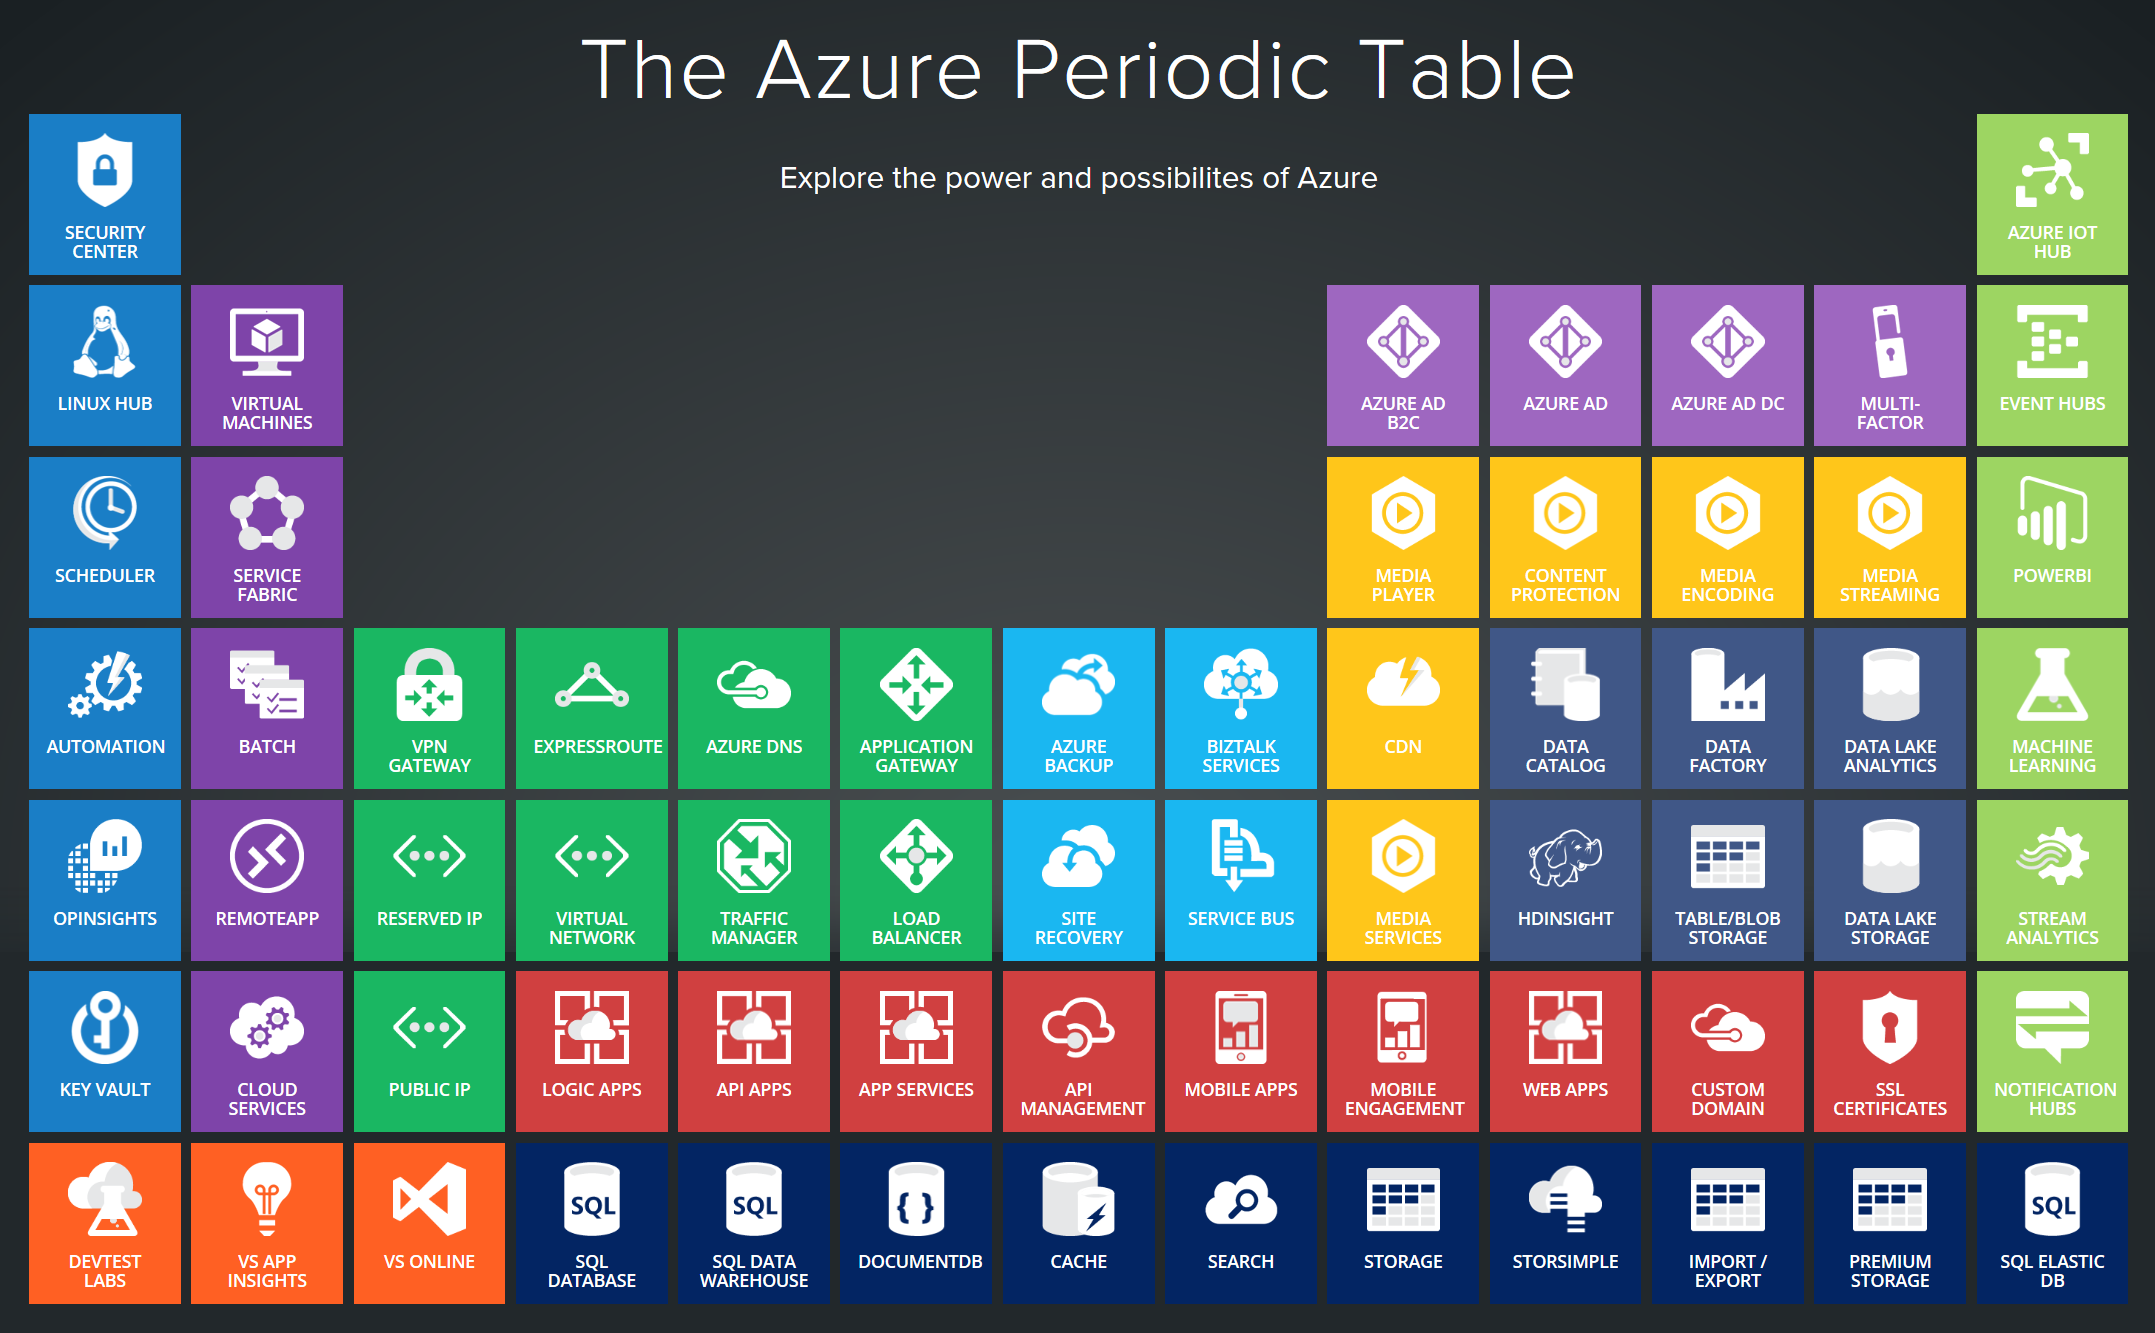 The Azure Periodic Table
Explore the power and possibilites of Azure
SECURITY
CENTER
AZURE IOT
HUB
LINUX HUB
VIRTUAL
MACHINES
AZURE AD
B2C
AZURE AD
AZURE AD DC
MULTI-
FACTOR
EVENT HUBS
SCHEDULER
SERVICE
FABRIC
MEDIA
PLAYER
CONTENT
PROTECTION
MEDIA
ENCODING
MEDIA
STREAMING
POWERBI
AUTOMATION
BATCH
VPN
GATEWAY
EXPRESSROUTE
AZURE DNS
APPLICATION
GATEWAY
AZURE
BACKUP
BIZTALK
SERVICES
CDN
DATA
CATALOG
DATA
FACTORY
DATA LAKE
ANALYTICS
MACHINE
LEARNING
OPINSIGHTS
REMOTEAPP
RESERVED IP
VIRTUAL
NETWORK
TRAFFIC
MANAGER
LOAD
BALANCER
SITE
RECOVERY
SERVICE BUS
MEDIA
SERVICES
HDINSIGHT
TABLE/BLOB
STORAGE
DATA LAKE
STORAGE
STREAM
ANALYTICS
KEY VAULT
CLOUD
SERVICES
PUBLIC IP
LOGIC APPS
API APPS
APP SERVICES
API
MANAGEMENT
MOBILE APPS
MOBILE
ENGAGEMENT
WEB APPS
CUSTOM
DOMAIN
SSL
CERTIFICATES
NOTIFICATION
HUBS
DEVTEST
LABS
VS APP
INSIGHTS
VS ONLINE
SQL
SQL
DATABASE
SQL
SQL DATA
WAREHOUSE
{ }
DOCUMENTDB
CACHE
SEARCH
STORAGE
STORSIMPLE
IMPORT /
EXPORT
PREMIUM
STORAGE
SQL
SQL ELASTIC
DB